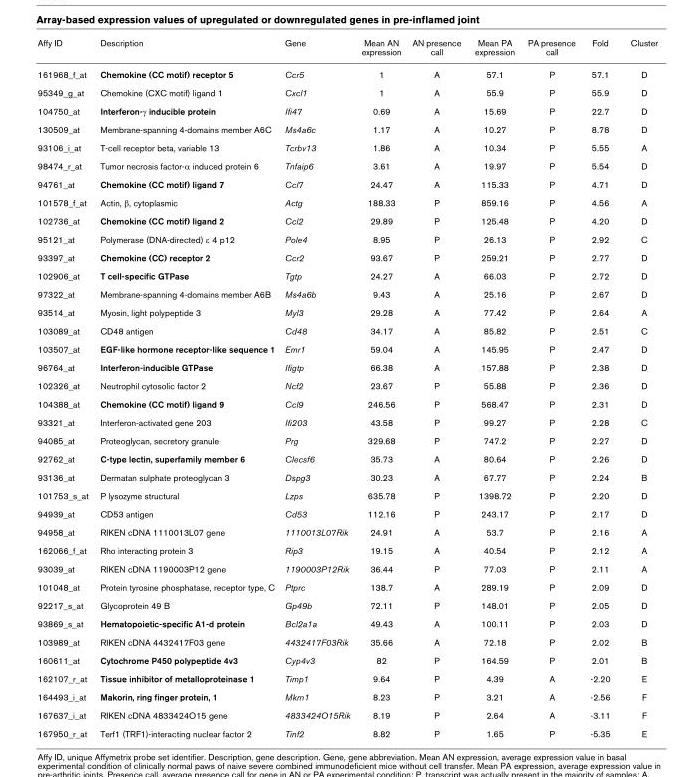 Array-based expression values of upregulated or downregulated genes in pre-inflamed joint
Affy ID Description Gene Mean AN expression AN presence call Mean PA expression PA presence call Fold Cluster
161968_f_at Chemokine (CC motif) receptor 5 Ccr5 1 A 57.1 P 57.1 D
95349_g_at Chemokine (CXC motif) ligand 1 Cxcl1 1 A 55.9 P 55.9 D
104750_at Interferon-γ inducible protein Ifi47 0.69 A 15.69 P 22.7 D
130509_at Membrane-spanning 4-domains member A6C Ms4a6c 1.17 A 10.27 P 8.78 D
93106_i_at T-cell receptor beta, variable 13 Tcrbv13 1.86 A 10.34 P 5.55 A
98474_r_at Tumor necrosis factor-α induced protein 6 Tnfaip6 3.61 A 19.97 P 5.54 D
94761_at Chemokine (CC motif) ligand 7 Ccl7 24.47 A 115.33 P 4.71 D
101578_f_at Actin, β, cytoplasmic Actg 188.33 P 859.16 P 4.56 A
102736_at Chemokine (CC motif) ligand 2 Ccl2 29.89 A 125.48 P 4.20 D
95121_at Polymerase (DNA-directed) ε 4 p12 Pole4 8.95 P 26.13 P 2.92 C
93397_at Chemokine (CC) receptor 2 Ccr2 93.67 P 259.21 P 2.77 D
102906_at T cell-specific GTPase Tgtp 24.27 A 66.03 P 2.72 D
97322_at Membrane-spanning 4-domains member A6B Ms4a6b 9.43 A 25.16 P 2.67 D
93514_at Myosin, light polypeptide 3 Myl3 29.28 A 77.42 P 2.64 A
103089_at CD48 antigen Cd48 34.17 A 85.82 P 2.51 C
103507_at EGF-like hormone receptor-like sequence 1 Emr1 59.04 A 145.95 P 2.47 D
96764_at Interferon-inducible GTPase Ifigtp 66.38 A 157.88 P 2.38 D
102326_at Neutrophil cytosolic factor 2 Ncf2 23.67 P 55.88 P 2.36 D
104388_at Chemokine (CC motif) ligand 9 Ccl9 246.56 P 568.47 P 2.31 D
93321_at Interferon-activated gene 203 Ifi203 43.58 P 99.27 P 2.28 C
94085_at Proteoglycan, secretory granule Prg 329.68 P 747.2 P 2.27 D
92762_at C-type lectin, superfamily member 6 Clecsf6 35.73 A 80.64 P 2.26 D
93136_at Dermatan sulphate proteoglycan 3 Dspg3 30.23 A 67.77 P 2.24 B
101753_s_at P lysozyme structural Lzps 635.78 P 1398.72 P 2.20 D
94939_at CD53 antigen Cd53 112.16 P 243.17 P 2.17 D
94958_at RIKEN cDNA 1110013L07 gene 1110013L07Rik 24.91 A 53.7 P 2.16 A
162066_f_at Rho interacting protein 3 Rip3 19.15 A 40.54 P 2.12 A
93039_at RIKEN cDNA 1190003P12 gene 1190003P12Rik 36.44 P 77.03 P 2.11 A
101048_at Protein tyrosine phosphatase, receptor type, C Ptprc 138.7 A 289.19 P 2.09 D
92217_s_at Glycoprotein 49 B Gp49b 72.11 P 148.01 P 2.05 D
93869_s_at Hematopoietic-specific A1-d protein Bcl2a1a 49.43 A 100.11 P 2.03 D
103989_at RIKEN cDNA 4432417F03 gene 4432417F03Rik 35.66 A 72.18 P 2.02 B
160611_at Cytochrome P450 polypeptide 4v3 Cyp4v3 82 P 164.59 P 2.01 B
162107_r_at Tissue inhibitor of metalloproteinase 1 Timp1 9.64 P 4.39 A -2.20 E
164493_i_at Makorin, ring finger protein, 1 Mkrn1 8.23 P 3.21 A -2.56 F
167637_i_at RIKEN cDNA 4833424O15 gene 4833424O15Rik 8.19 P 2.64 A -3.11 F
167950_r_at Terf1 (TRF1)-interacting nuclear factor 2 Tinf2 8.82 P 1.65 P -5.35 E
Affy ID, unique Affymetrix probe set identifier. Description, gene description. Gene, gene abbreviation. Mean AN expression, average expression value in basal
experimental condition of clinically normal paws of naive severe combined immunodeficient mice without cell transfer. Mean PA expression, average expression value in
pre-arthritic joints. Presence call, average presence call for gene in AN or PA experimental condition: P, transcript was actually present in the majority of samples; A,